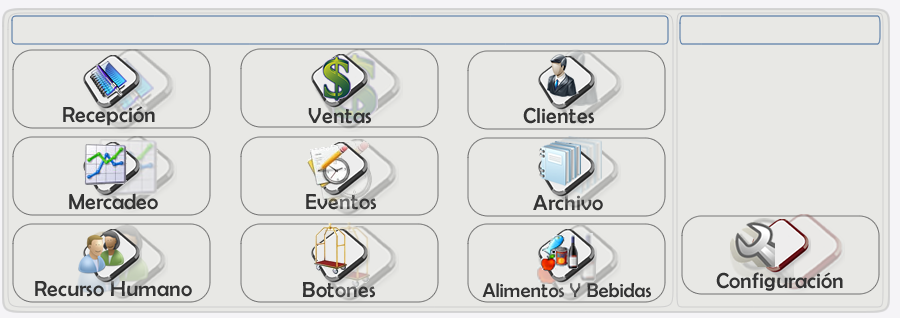 Recepción
Ventas
Clientes
Mercadeo
Eventos
Archivo
Recurso Humano
Botones
Alimentos Y Bebidas
Configuración